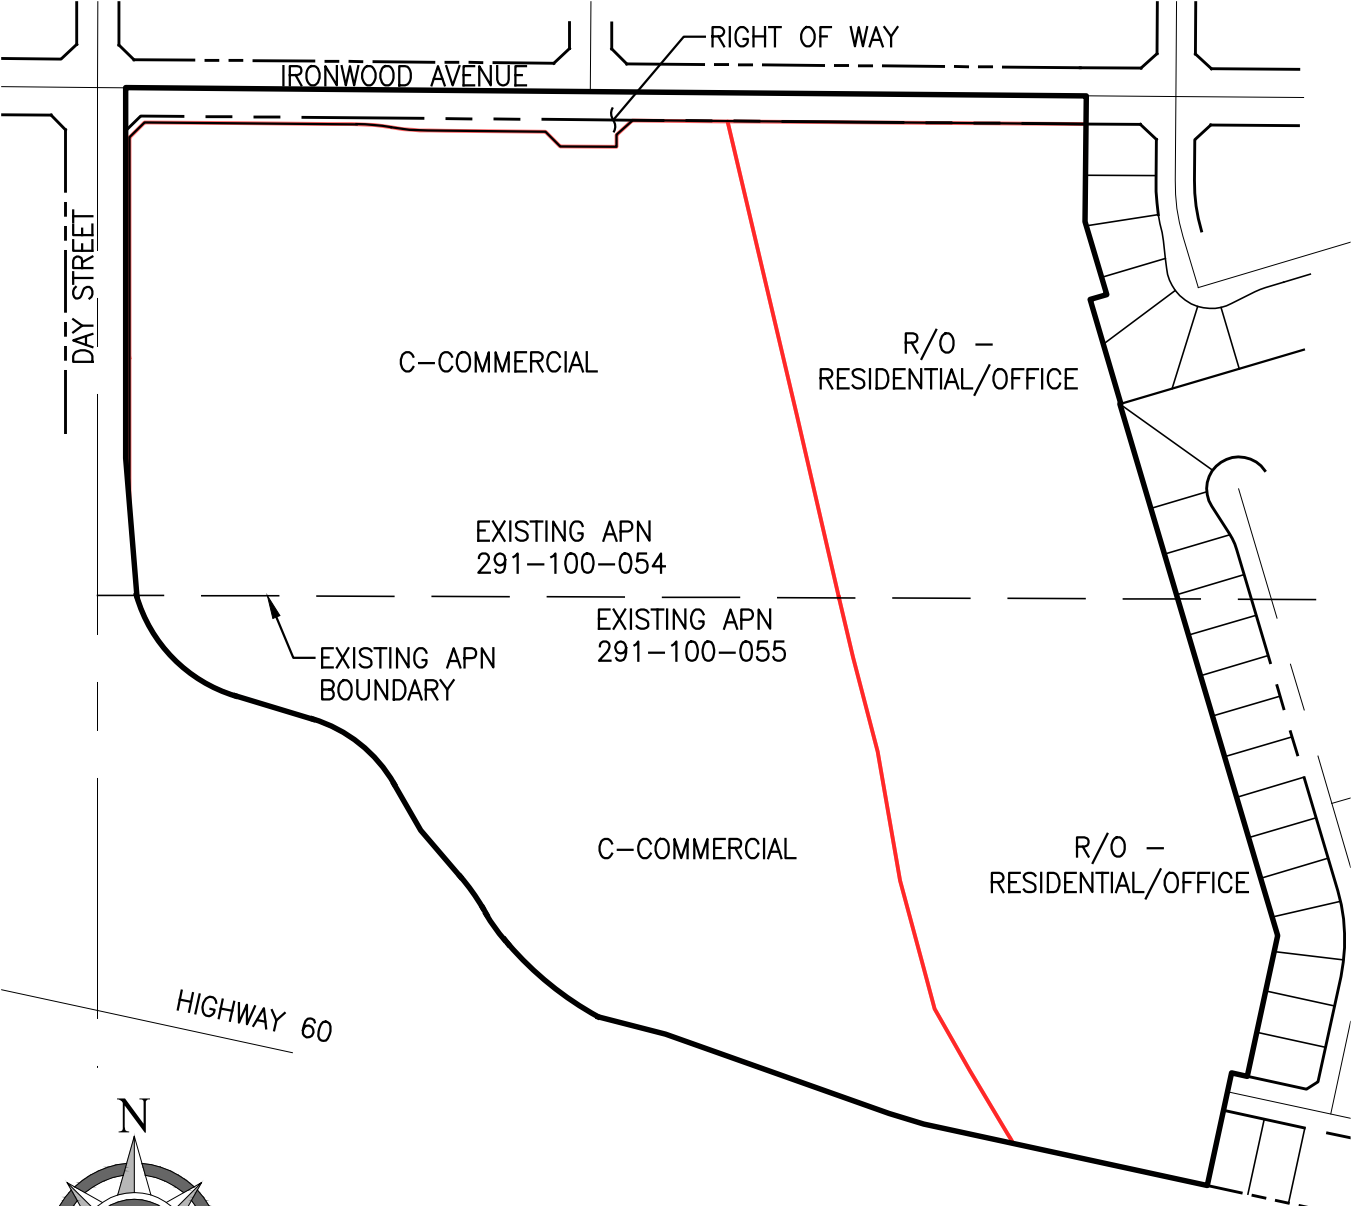 RIGHT OF WAY
IRONWOOD AVENUE
DAY STREET
C-COMMERCIAL
R/O -
RESIDENTIAL/OFFICE
EXISTING APN
291-100-054
EXISTING APN
291-100-055
EXISTING APN
BOUNDARY
C-COMMERCIAL
R/O -
RESIDENTIAL/OFFICE
HIGHWAY 60
N